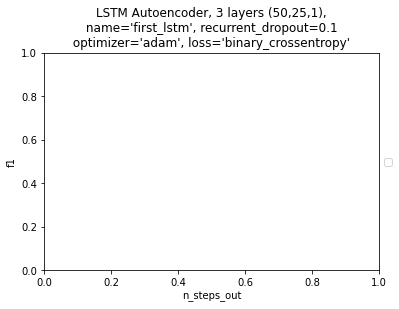 LSTM Autoencoder, 3 layers (50,25,1),
name='first_lstm', recurrent_dropout=0.1
optimizer='adam', loss='binary_crossentropy'
1.0
0.8
0.6
0.4
0.2
0.0
f1
0.0 0.2 0.4 0.6 0.8 1.0
n_steps_out